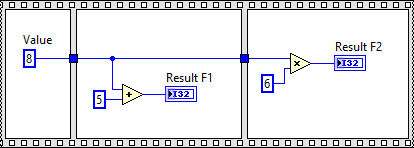 Value
8
Result F1
5
+
I32
Result F2
6
×
I32